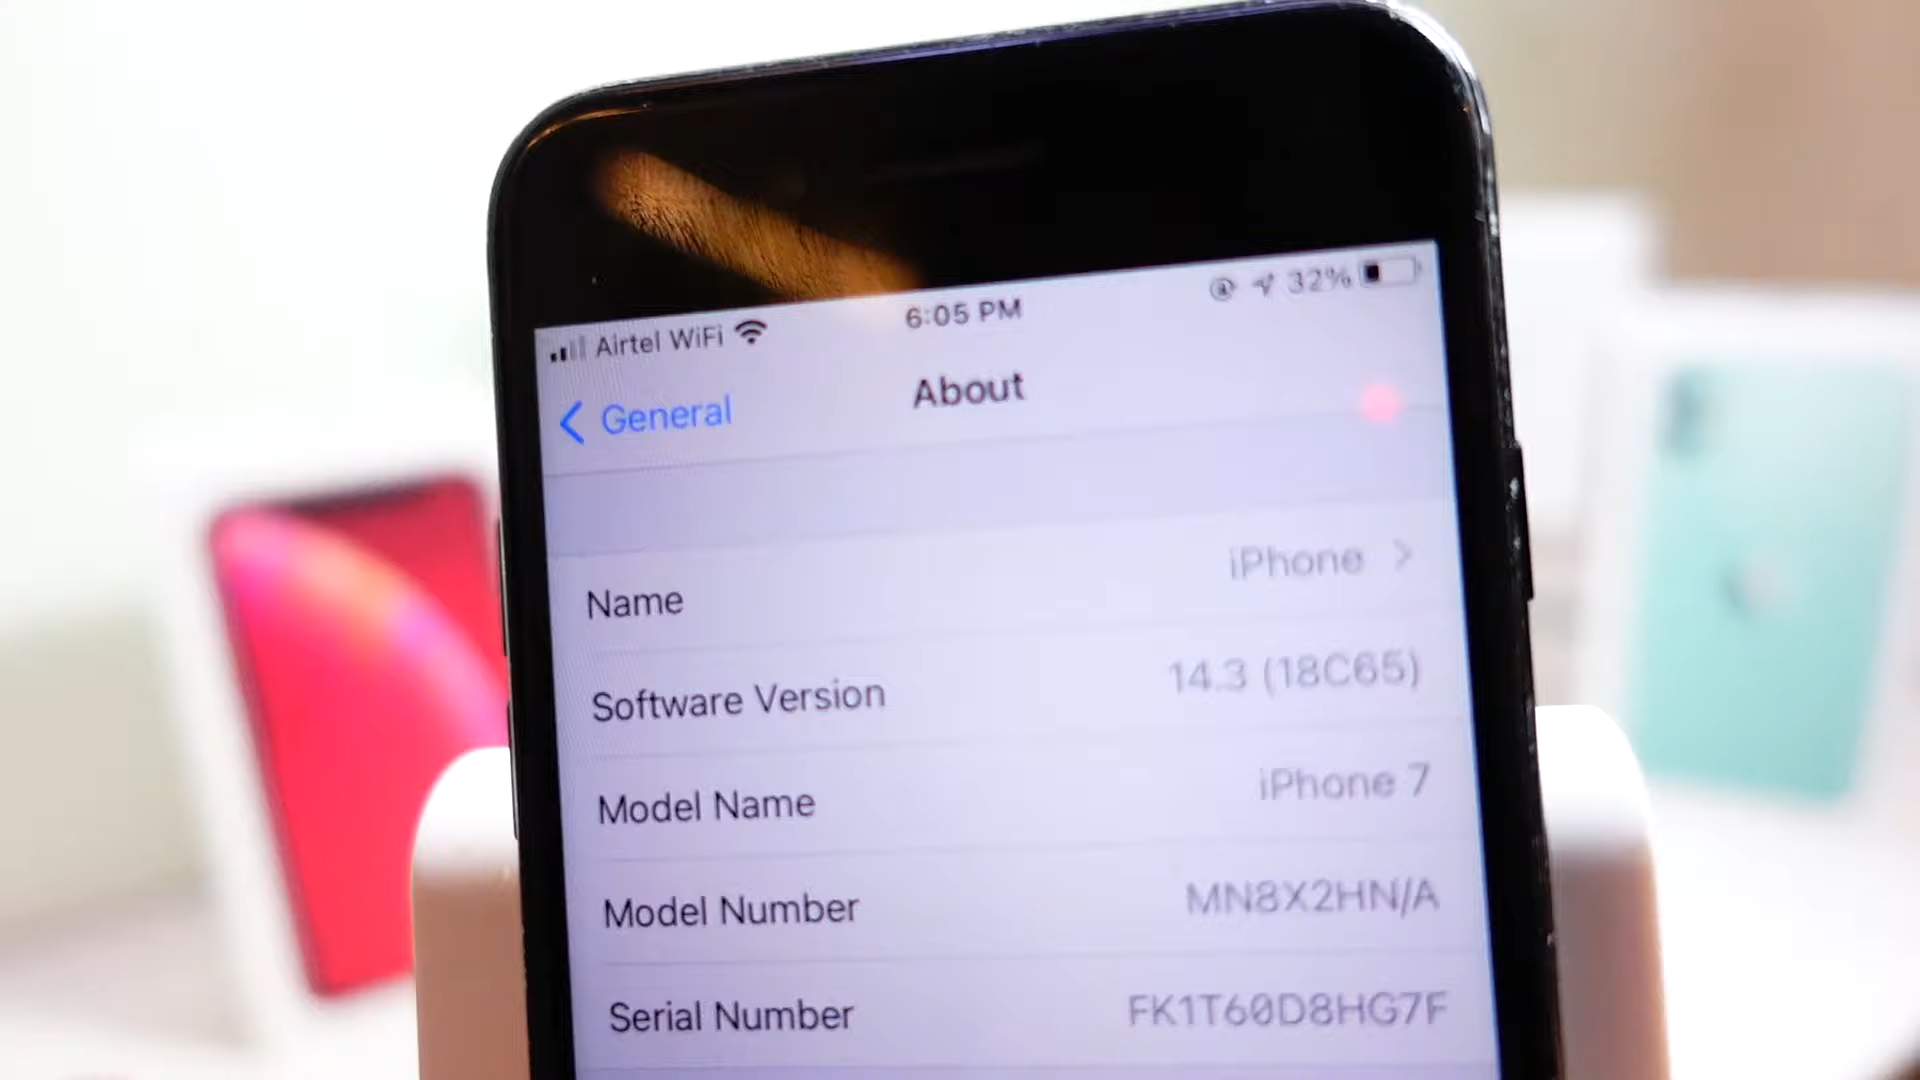 Airtel WiFi 6:05 PM 32%
General About
Name iPhone
Software Version 14.3 (18C65)
Model Name iPhone 7
Model Number MN8X2HN/A
Serial Number FK1T60D8HG7F